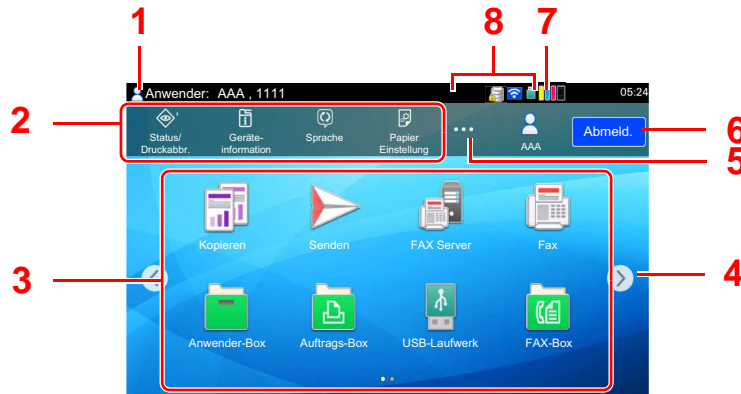 1
8
7
Anwender: AAA , 1111
05:24
2
Status/
Druckabbr.
Geräte-
information
Sprache
Papier
Einstellung
AAA
Abmeld.
6
5
3
Kopieren
Senden
FAX Server
Fax
4
Anwender-Box
Auftrags-Box
USB-Laufwerk
FAX-Box